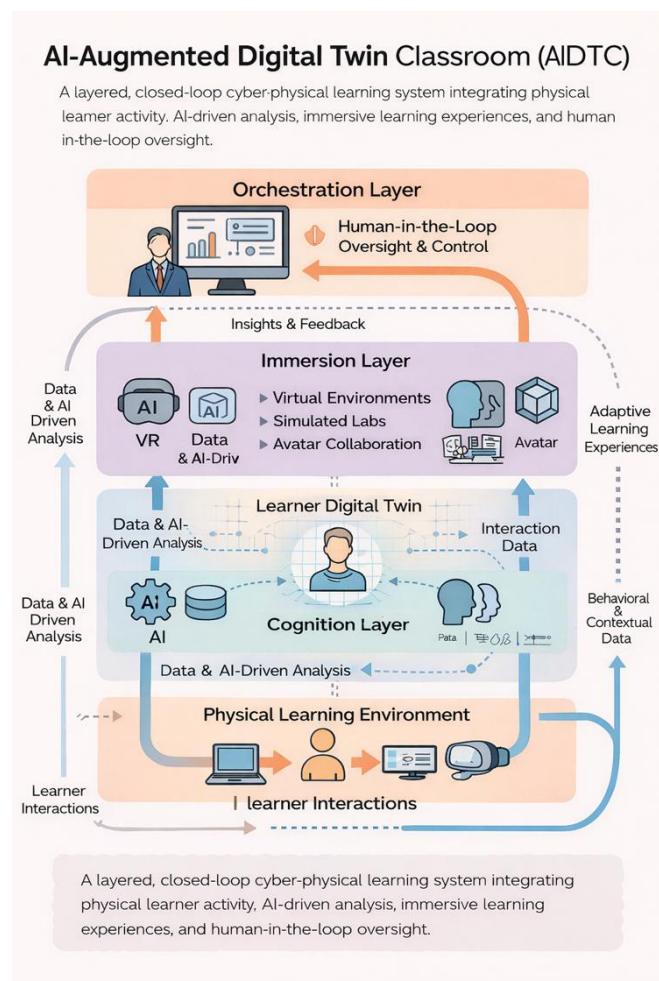 AI-Augmented Digital Twin Classroom (AIDTC)
A layered, closed-loop cyber-physical learning system integrating physical
leamer activity. AI-driven analysis, immersive learning experiences, and human
in-the-loop oversight.
Orchestration Layer
Human-in-the-Loop
Oversight & Control
Insights & Feedback
Immersion Layer
AI
VR
AI
Data
& AI-Driv
▶ Virtual Environments
▶ Simulated Labs
▶ Avatar Collaboration
Avatar
Data
& AI
Driven
Analysis
Adaptive
Learning
Experiences
Learner Digital Twin
Data & AI-
Driven Analysis
Interaction
Data
AI
AI
Cognition Layer
Pata
Data & AI
Driven
Analysis
Behavioral
&
Contextual
Data
Data & AI-Driven Analysis
Physical Learning Environment
Learner
Interactions
learner Interactions
A layered, closed-loop cyber-physical learning system integrating
physical learner activity, AI-driven analysis, immersive learning
experiences, and human-in-the-loop oversight.